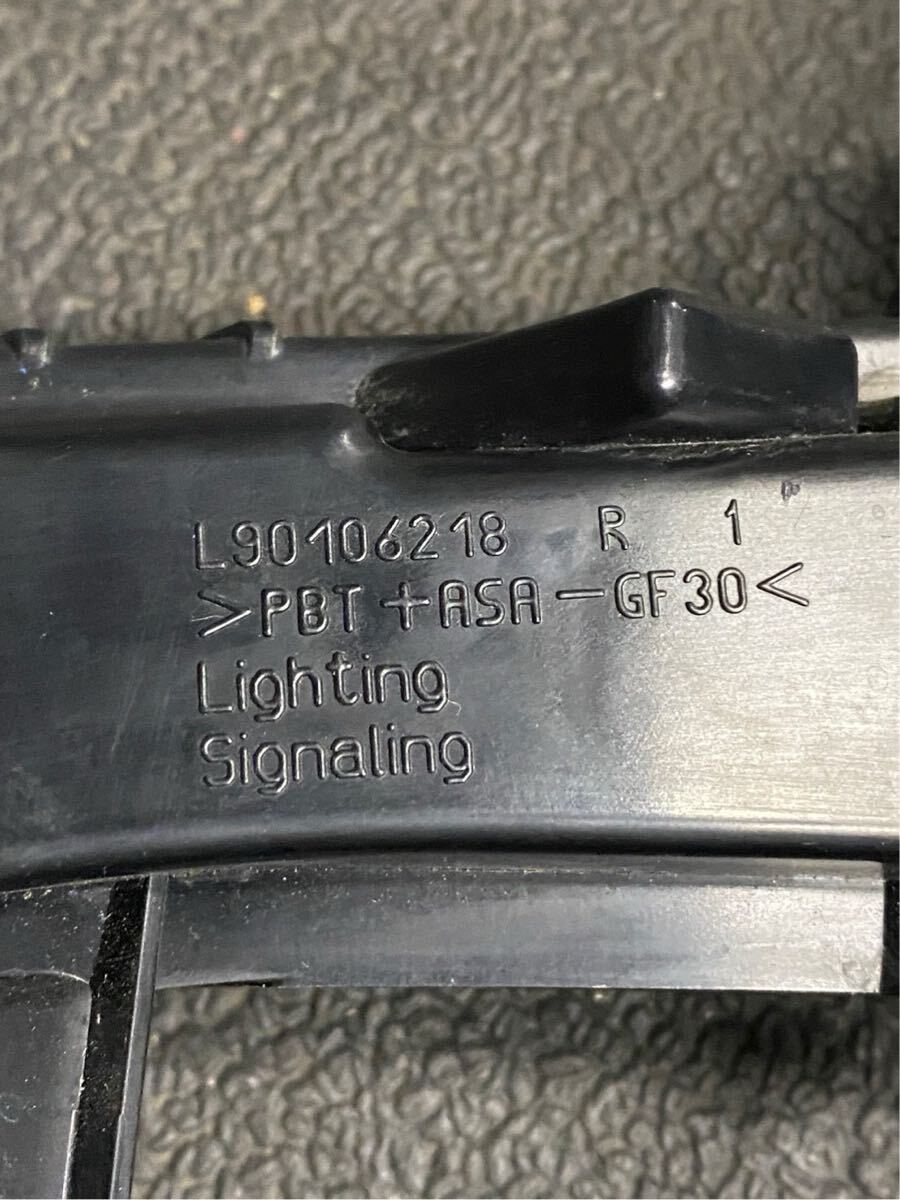 L90106218 R 1
>PBT+ASA-GF30<
Lighting
Signaling